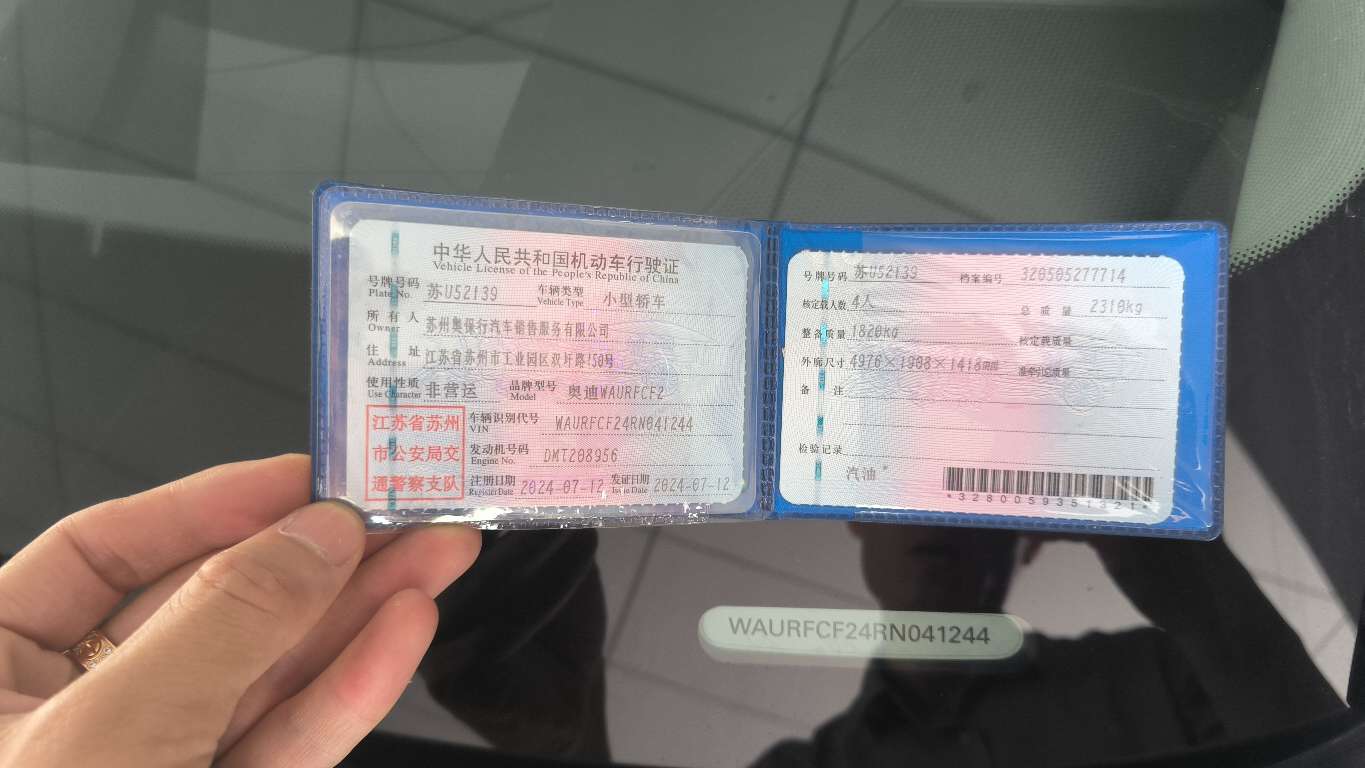 中华人民共和国机动车行驶证
Vehicle License of the People's Republic of China
号牌号码 Plate No. 苏U52139 车辆类型 Vehicle Type 小型轿车
所有人 Owner 苏州奥保行汽车销售服务有限公司
住址 Address 江苏省苏州市工业园区双圩路150号
使用性质 Use Character 非营运 品牌型号 Model 奥迪WAURFCF2
江苏省苏州
市公安局交
通警察支队
车辆识别代号 VIN WAURFCF24RN041244
发动机号码 Engine No. DMT208956
注册日期 Register Date 2024-07-12 发证日期 Issue Date 2024-07-12
号牌号码 苏U52139 档案编号 320505277714
核定载人数 4人 总质量 2310kg
整备质量 1820kg 核定载质量
外廓尺寸 4976×1908×1418mm 准牵引总质量
备注
检验记录
汽油*
*3280059351321*
WAURFCF24RN041244